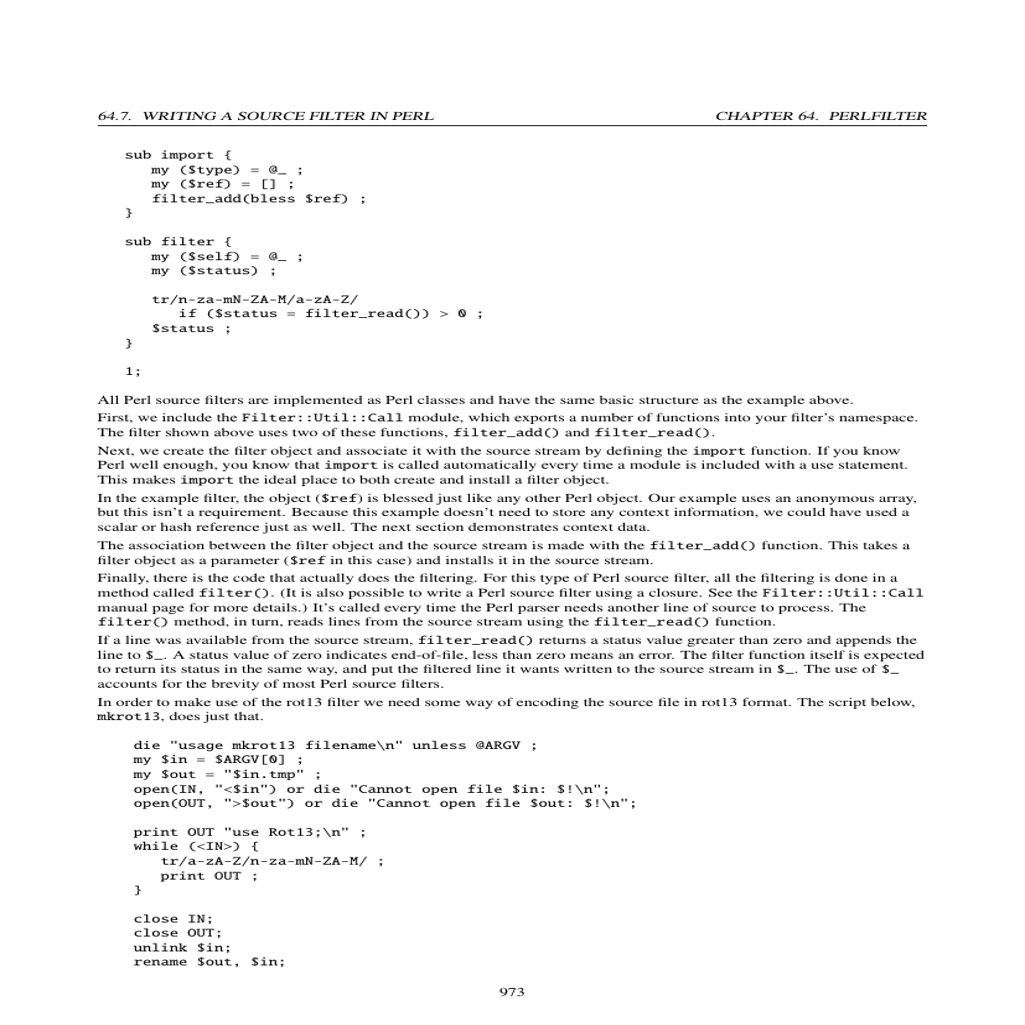 64.7. WRITING A SOURCE FILTER IN PERL CHAPTER 64. PERLFILTER
sub import {
my ($type) = @_ ;
my ($ref) = [] ;
filter_add(bless $ref) ;
}
sub filter {
my ($self) = @_ ;
my ($status) ;
tr/n-za-mN-ZA-M/a-zA-Z/
if ($status = filter_read()) > 0 ;
$status ;
}
1;
All Perl source filters are implemented as Perl classes and have the same basic structure as the example above.
First, we include the Filter::Util::Call module, which exports a number of functions into your filter's namespace.
The filter shown above uses two of these functions, filter_add() and filter_read().
Next, we create the filter object and associate it with the source stream by defining the import function. If you know
Perl well enough, you know that import is called automatically every time a module is included with a use statement.
This makes import the ideal place to both create and install a filter object.
In the example filter, the object ($ref) is blessed just like any other Perl object. Our example uses an anonymous array,
but this isn't a requirement. Because this example doesn't need to store any context information, we could have used a
scalar or hash reference just as well. The next section demonstrates context data.
The association between the filter object and the source stream is made with the filter_add() function. This takes a
filter object as a parameter ($ref in this case) and installs it in the source stream.
Finally, there is the code that actually does the filtering. For this type of Perl source filter, all the filtering is done in a
method called filter(). (It is also possible to write a Perl source filter using a closure. See the Filter::Util::Call
manual page for more details.) It's called every time the Perl parser needs another line of source to process. The
filter() method, in turn, reads lines from the source stream using the filter_read() function.
If a line was available from the source stream, filter_read() returns a status value greater than zero and appends the
line to $_. A status value of zero indicates end-of-file, less than zero means an error. The filter function itself is expected
to return its status in the same way, and put the filtered line it wants written to the source stream in $_. The use of $_
accounts for the brevity of most Perl source filters.
In order to make use of the rot13 filter we need some way of encoding the source file in rot13 format. The script below,
mkrot13, does just that.
die "usage mkrot13 filename\n" unless @ARGV ;
my $in = $ARGV[0] ;
my $out = "$in.tmp" ;
open(IN, "<$in") or die "Cannot open file $in: $!\n";
open(OUT, ">$out") or die "Cannot open file $out: $!\n";
print OUT "use Rot13;\n" ;
while (<IN>) {
tr/a-zA-Z/n-za-mN-ZA-M/ ;
print OUT ;
}
close IN;
close OUT;
unlink $in;
rename $out, $in;
973